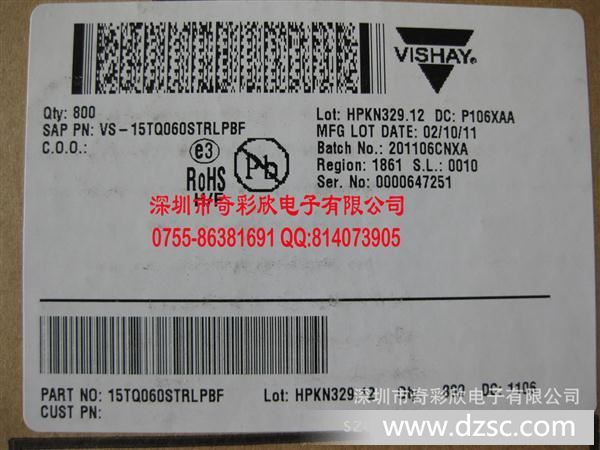 VISHAY®
Qty: 800
SAP PN: VS-15TQ060STRLPBF
C.O.O.:
Lot: HPKN329.12 DC: P106XAA
MFG LOT DATE: 02/10/11
Batch No.: 201106CNXA
Region: 1861 S.L.: 0010
Ser. No: 0000647251
e3
RoHS
Pb
深圳市奇彩欣电子有限公司
0755-86381691 QQ:814073905
PART NO: 15TQ060STRLPBF Lot: HPKN329.12 DC: 1106
CUST PN:
深圳市奇彩欣电子有限公司
www.dzsc.com